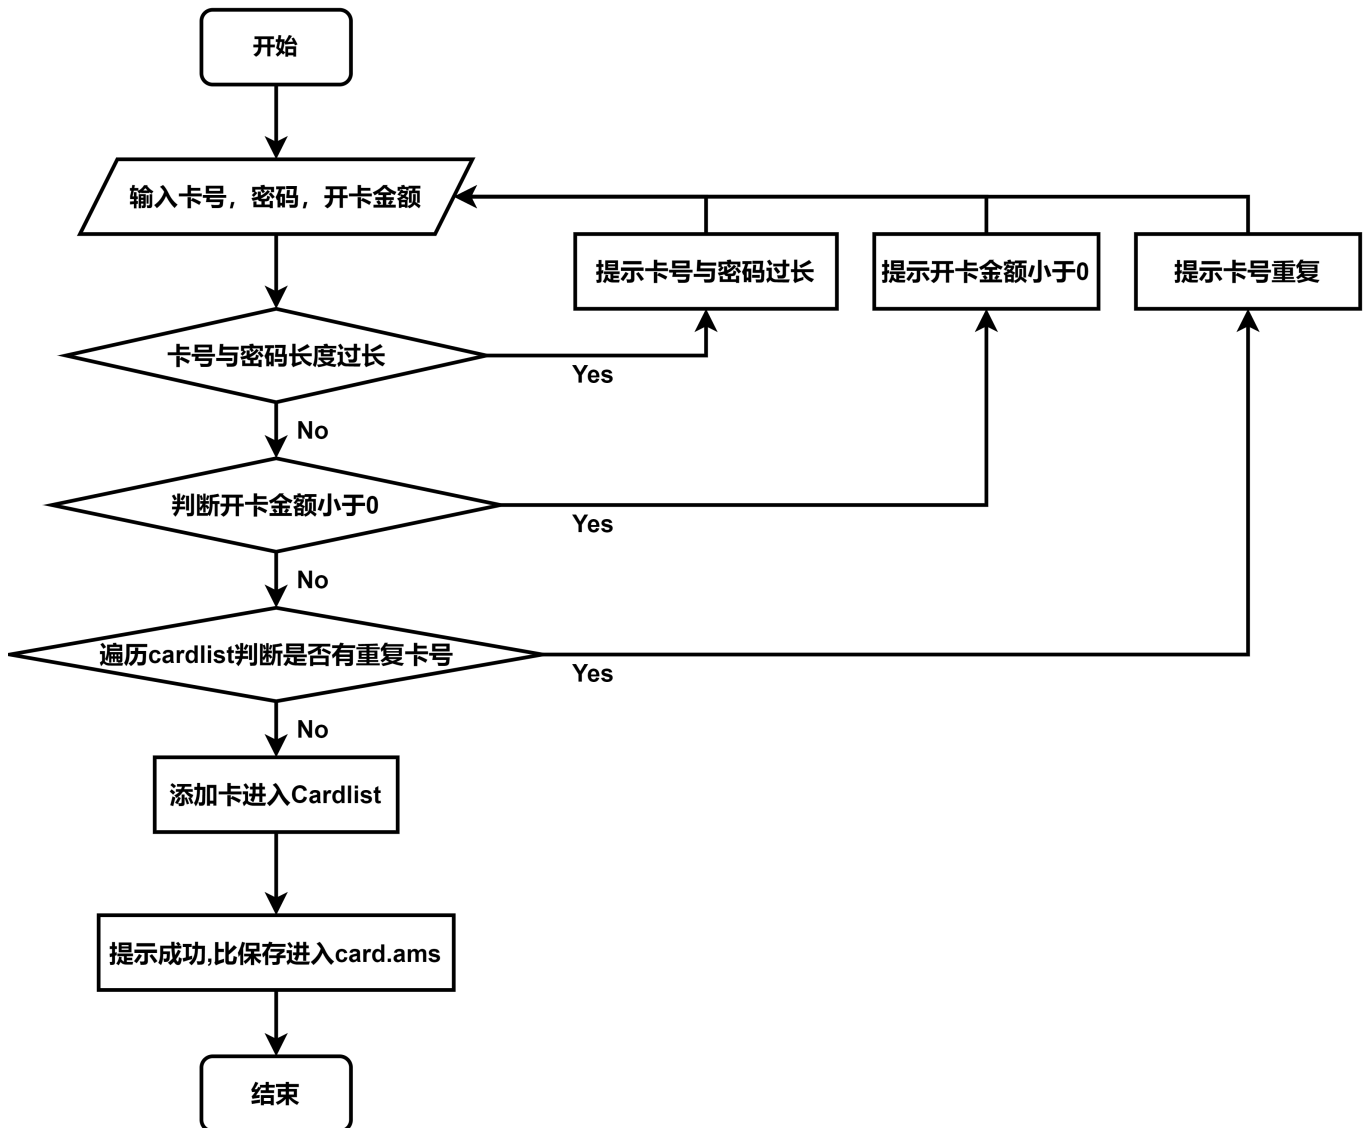 开始
输入卡号，密码，开卡金额
提示卡号与密码过长
提示开卡金额小于0
提示卡号重复
卡号与密码长度过长
Yes
No
判断开卡金额小于0
Yes
No
遍历cardlist判断是否有重复卡号
Yes
No
添加卡进入Cardlist
提示成功,比保存进入card.ams
结束